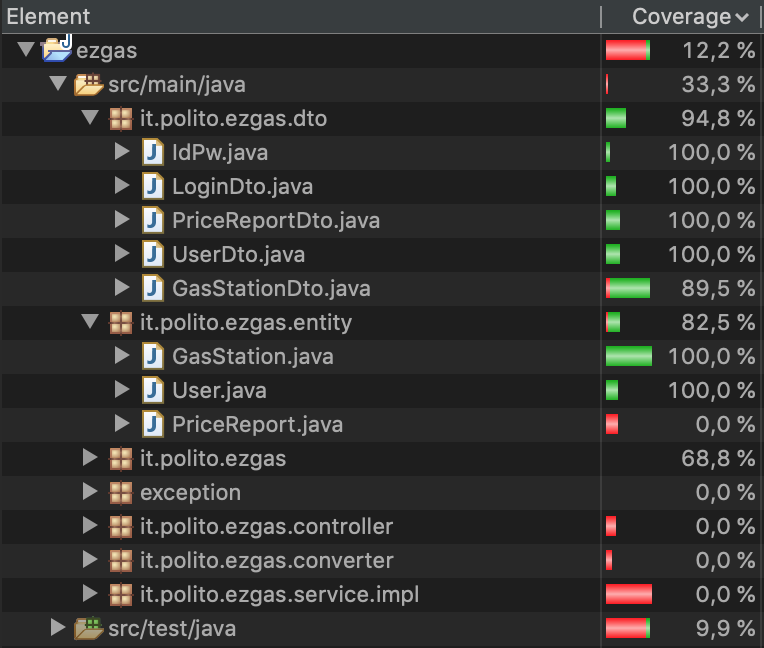 Element Coverage
ezgas 12,2 %
src/main/java 33,3 %
it.polito.ezgas.dto 94,8 %
IdPw.java 100,0 %
LoginDto.java 100,0 %
PriceReportDto.java 100,0 %
UserDto.java 100,0 %
GasStationDto.java 89,5 %
it.polito.ezgas.entity 82,5 %
GasStation.java 100,0 %
User.java 100,0 %
PriceReport.java 0,0 %
it.polito.ezgas 68,8 %
exception 0,0 %
it.polito.ezgas.controller 0,0 %
it.polito.ezgas.converter 0,0 %
it.polito.ezgas.service.impl 0,0 %
src/test/java 9,9 %